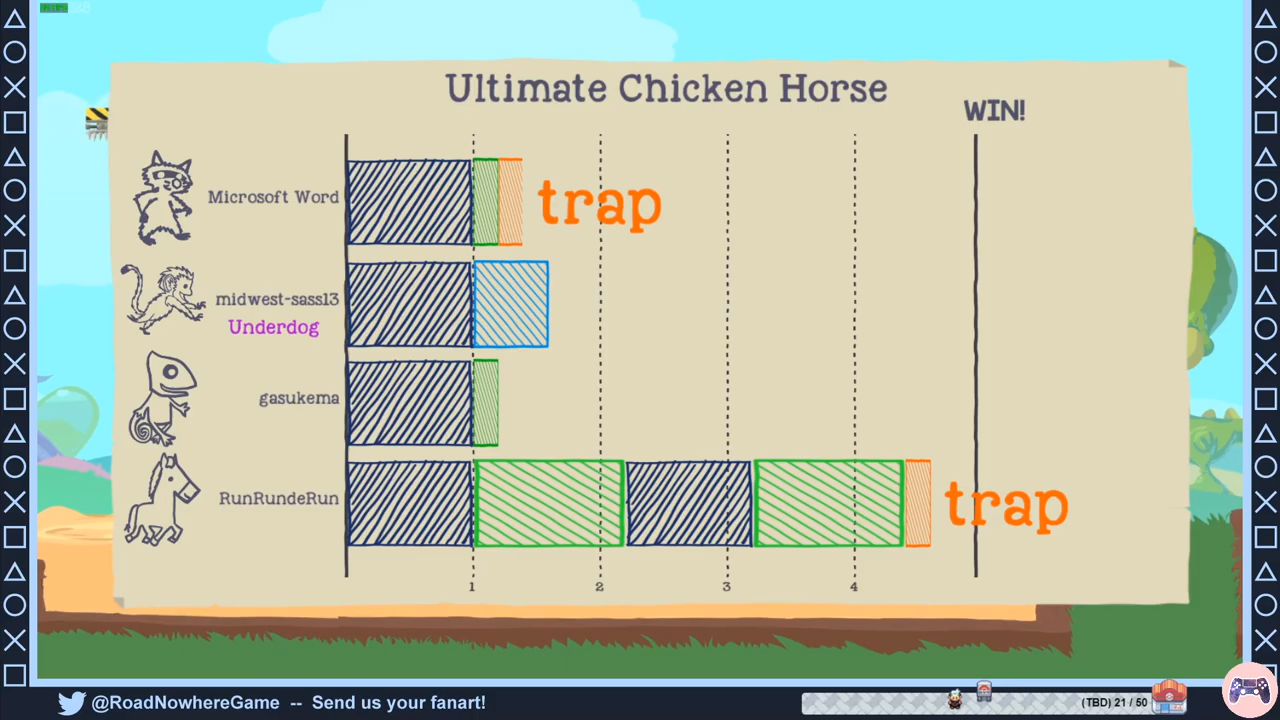 Ultimate Chicken Horse
WIN!
Microsoft Word
trap
midwest-sass13
Underdog
gasukema
RunRundeRun
trap
1 2 3 4
@RoadNowhereGame -- Send us your fanart!
(TBD) 21 / 50